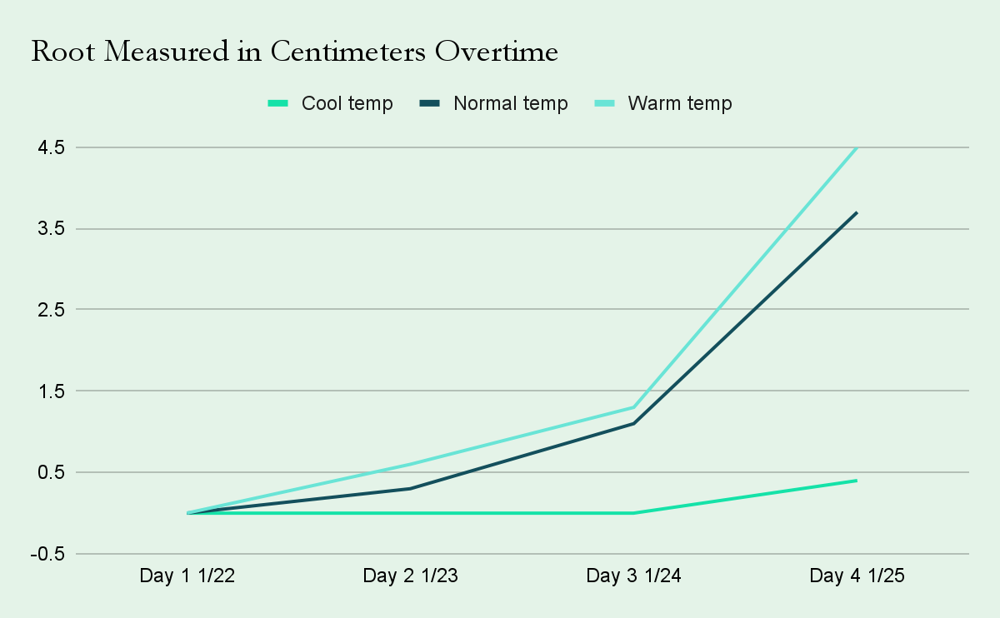 Root Measured in Centimeters Overtime
Cool temp Normal temp Warm temp
4.5
3.5
2.5
1.5
0.5
-0.5
Day 1 1/22 Day 2 1/23 Day 3 1/24 Day 4 1/25